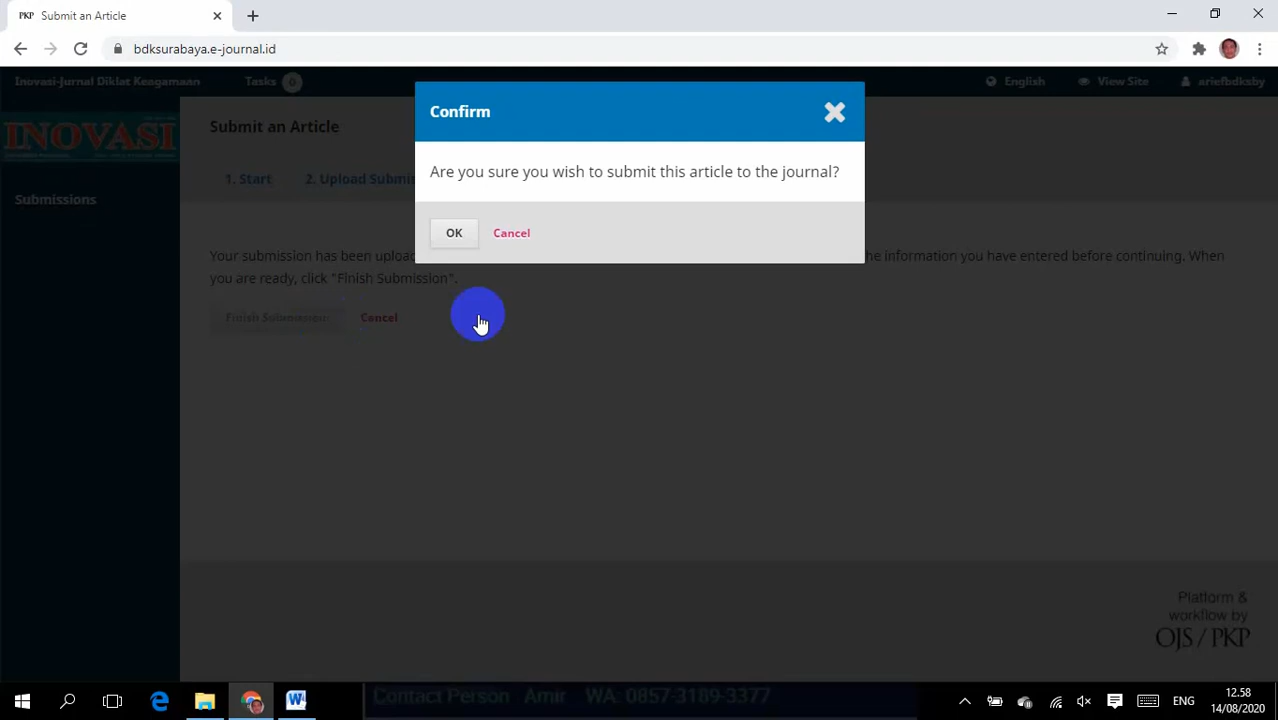 PKP Submit an Article
bdksurabaya.e-journal.id
Inovasi-Jurnal Diklat Keagamaan Tasks 0 English View Site ariefbdksby
Confirm
INOVASI
Submit an Article
Are you sure you wish to submit this article to the journal?
1. Start 2. Upload Submi
Submissions
OK Cancel
Your submission has been uploa he information you have entered before continuing. When
you are ready, click "Finish Submission".
Finish Submission Cancel
Platform &
workflow by
OJS / PKP
Contact Person Amir WA: 0857-3189-3377
ENG
12.58
14/08/2020